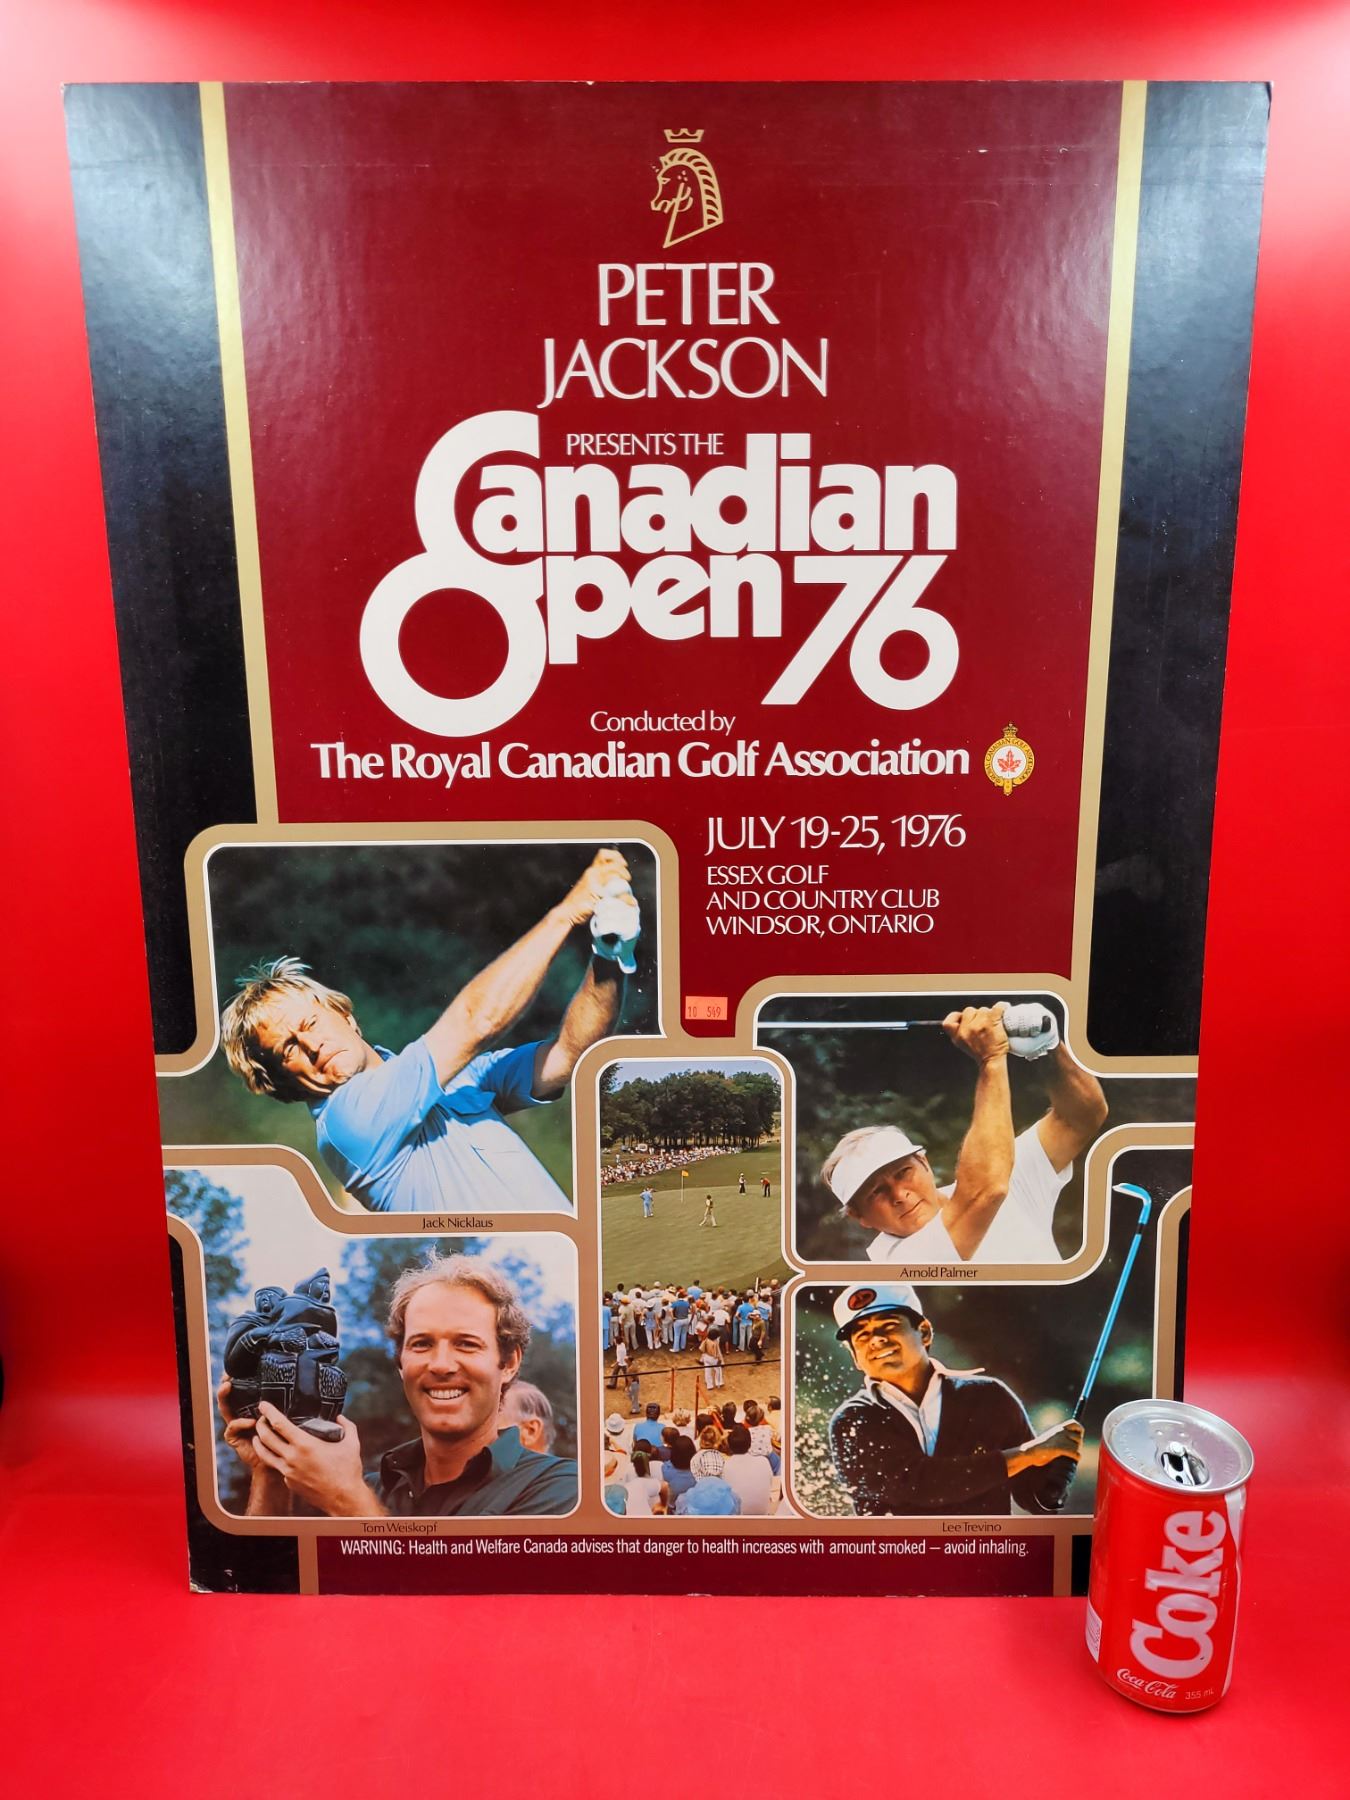 PETER
JACKSON
PRESENTS THE
Canadian
Open 76
Conducted by
The Royal Canadian Golf Association
JULY 19-25, 1976
ESSEX GOLF
AND COUNTRY CLUB
WINDSOR, ONTARIO
10 549
Jack Nicklaus
Arnold Palmer
Tom Weiskopf
Lee Trevino
WARNING: Health and Welfare Canada advises that danger to health increases with amount smoked – avoid inhaling.
Coke
Coca-Cola 355 mL